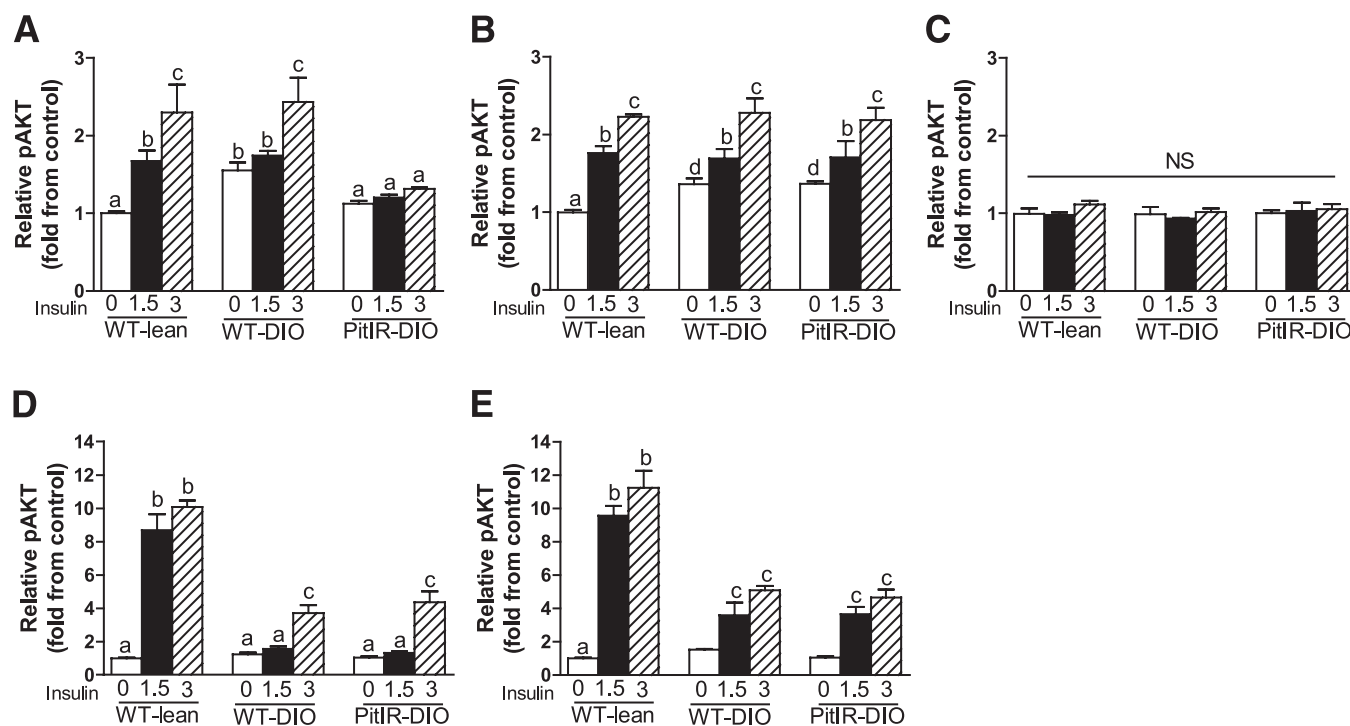 A
Relative pAKT
(fold from control)
3
2
1
0
a
b
c
b
b
c
a
a
a
Insulin
0 1.5 3
0 1.5 3
0 1.5 3
WT-lean
WT-DIO
PitIR-DIO
B
Relative pAKT
(fold from control)
3
2
1
0
a
b
c
d
b
c
d
b
c
Insulin
0 1.5 3
0 1.5 3
0 1.5 3
WT-lean
WT-DIO
PitIR-DIO
C
Relative pAKT
(fold from control)
3
2
1
0
NS
Insulin
0 1.5 3
0 1.5 3
0 1.5 3
WT-lean
WT-DIO
PitIR-DIO
D
Relative pAKT
(fold from control)
14
12
10
8
6
4
2
0
a
b
b
a
a
c
a
a
c
Insulin
0 1.5 3
0 1.5 3
0 1.5 3
WT-lean
WT-DIO
PitIR-DIO
E
Relative pAKT
(fold from control)
14
12
10
8
6
4
2
0
a
b
b
c
c
c
c
Insulin
0 1.5 3
0 1.5 3
0 1.5 3
WT-lean
WT-DIO
PitIR-DIO